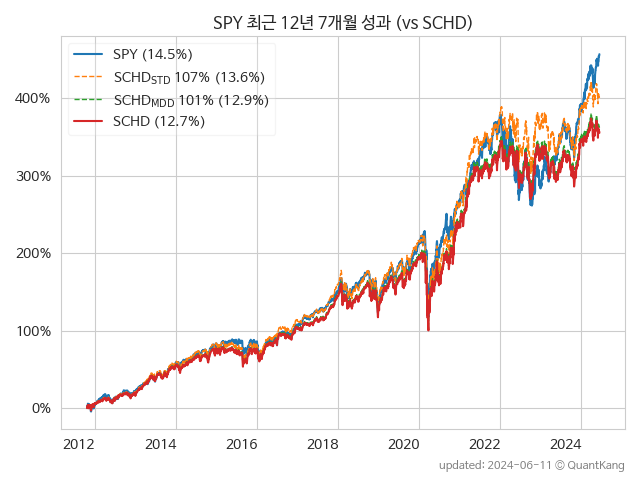 SPY 최근 12년 7개월 성과 (vs SCHD)
SPY (14.5%)
SCHD_STD 107% (13.6%)
SCHD_MDD 101% (12.9%)
SCHD (12.7%)
400%
300%
200%
100%
0%
2012 2014 2016 2018 2020 2022 2024
updated: 2024-06-11 ⓒ QuantKang